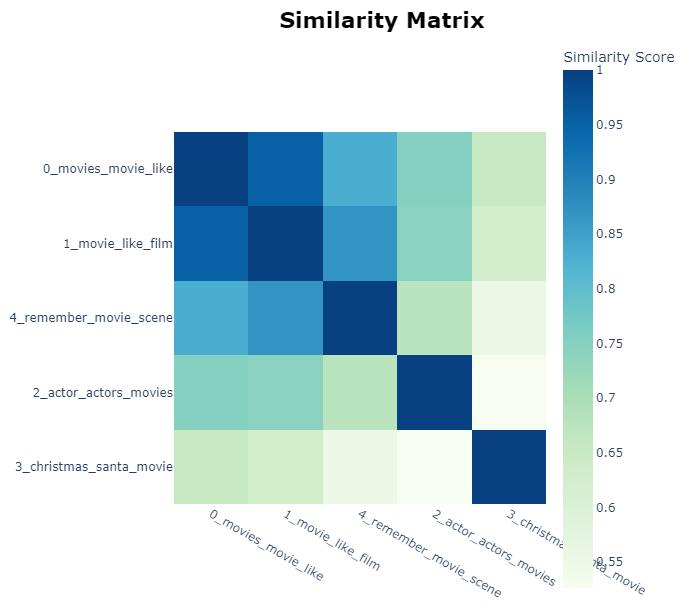 Similarity Matrix
Similarity Score
1
0.95
0.9
0.85
0.8
0.75
0.7
0.65
0.6
0.55
0_movies_movie_like
1_movie_like_film
4_remember_movie_scene
2_actor_actors_movies
3_christmas_santa_movie
0_movies_movie_like
1_movie_like_film
4_remember_movie_scene
2_actor_actors_movies
3_christmas_santa_movie